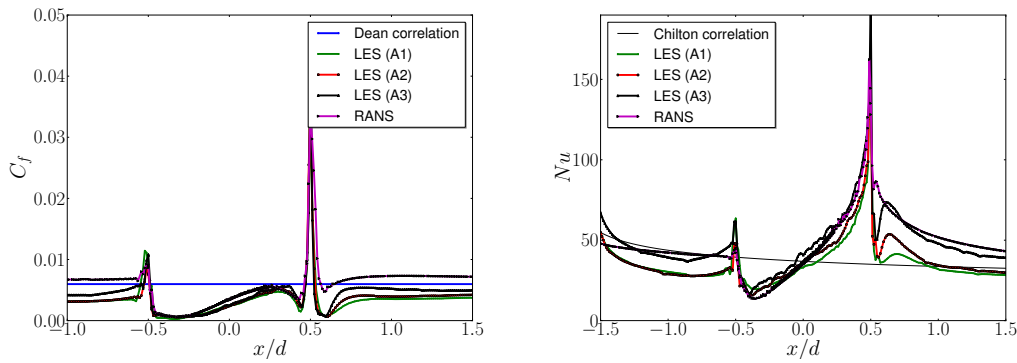 0.05
0.04
0.03
0.02
0.01
0.00
C_f
−1.0 −0.5 0.0 0.5 1.0 1.5
x/d
Dean correlation
LES (A1)
LES (A2)
LES (A3)
RANS
150
100
50
0
Nu
−1.5 −1.0 −0.5 0.0 0.5 1.0 1.5
x/d
Chilton correlation
LES (A1)
LES (A2)
LES (A3)
RANS